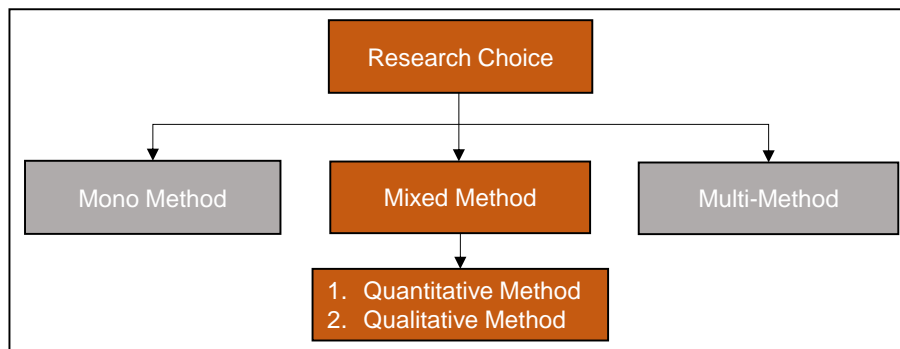 Research Choice
Mono Method
Mixed Method
Multi-Method
1. Quantitative Method
2. Qualitative Method